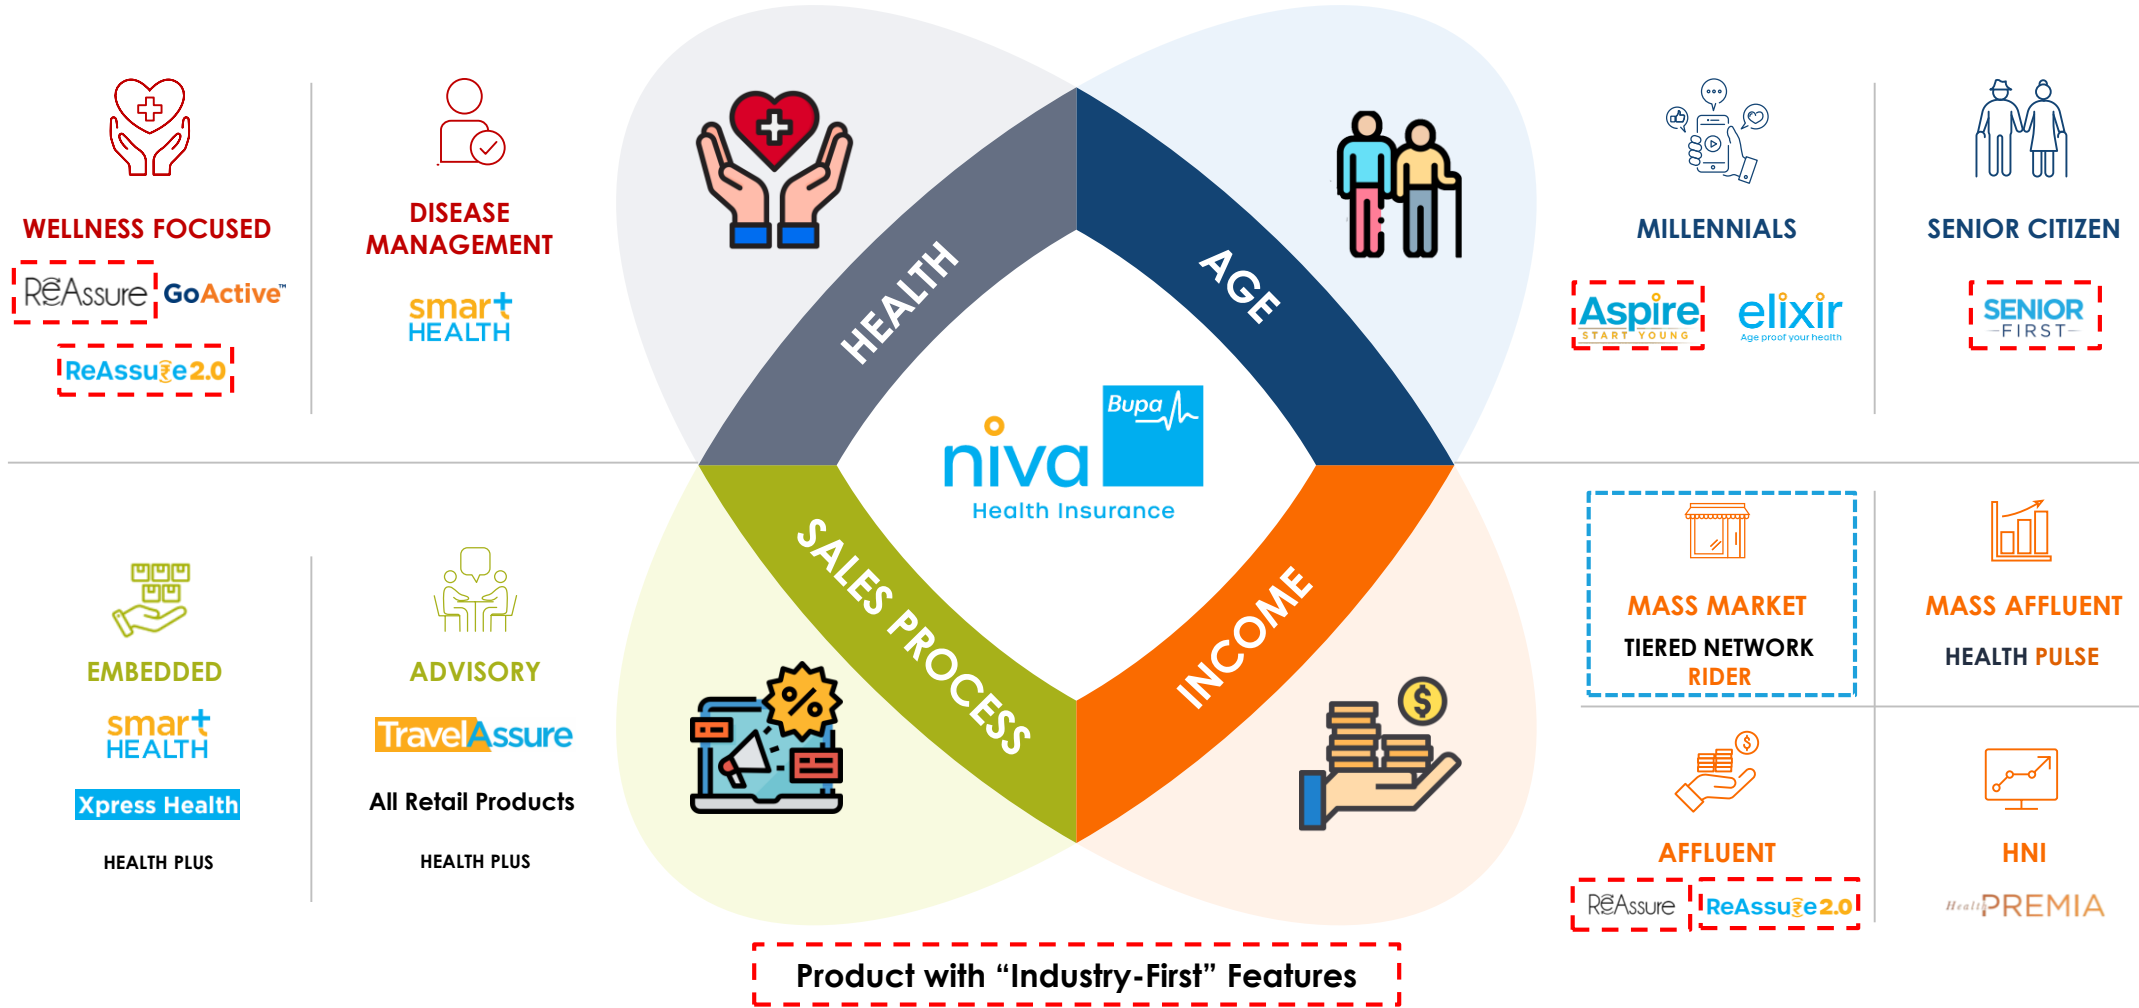 WELLNESS FOCUSED
ReAssure GoActive™
ReAssure 2.0
DISEASE
MANAGEMENT
smart
HEALTH
HEALTH
AGE
SALES PROCESS
INCOME
niva
Bupa
Health Insurance
MILLENNIALS
Aspire
START YOUNG
elixir
Age proof your health
SENIOR CITIZEN
SENIOR
FIRST
EMBEDDED
smart
HEALTH
Xpress Health
HEALTH PLUS
ADVISORY
TravelAssure
All Retail Products
HEALTH PLUS
MASS MARKET
TIERED NETWORK
RIDER
MASS AFFLUENT
HEALTH PULSE
AFFLUENT
ReAssure ReAssure 2.0
HNI
Health PREMIA
Product with “Industry-First” Features